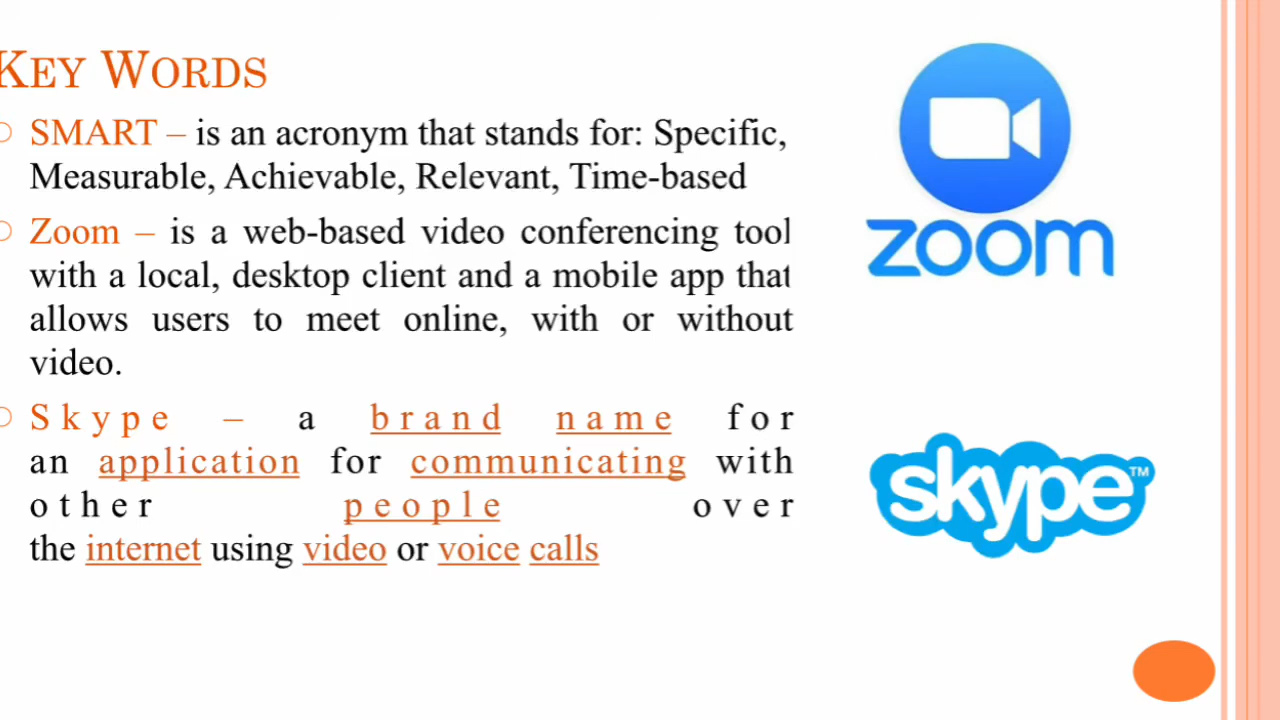 KEY WORDS
SMART – is an acronym that stands for: Specific,
Measurable, Achievable, Relevant, Time-based
Zoom – is a web-based video conferencing tool
with a local, desktop client and a mobile app that
allows users to meet online, with or without
video.
Skype – a brand name for
an application for communicating with
other people over
the internet using video or voice calls
zoom
skype™